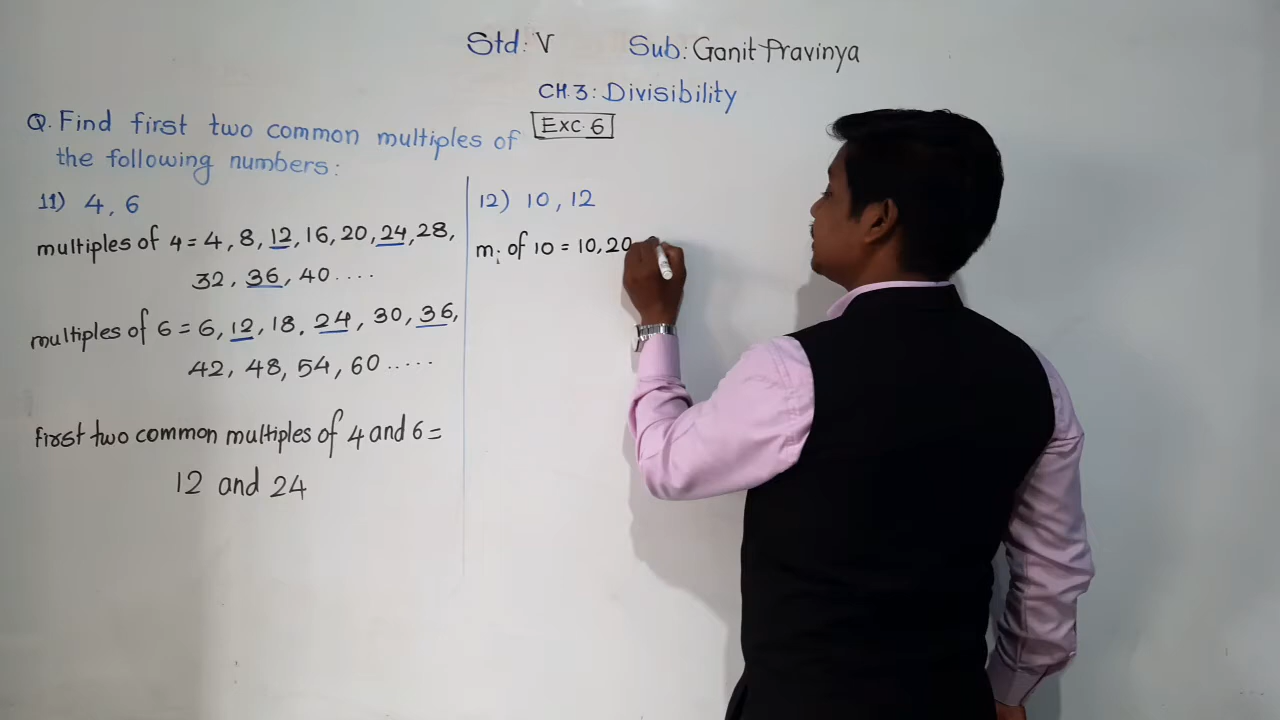 Std: V Sub: Ganit Pravinya
CH.3: Divisibility
Exc. 6
Q. Find first two common multiples of
the following numbers:
11) 4, 6
multiples of 4 = 4, 8, 12, 16, 20, 24, 28,
32, 36, 40....
multiples of 6 = 6, 12, 18, 24, 30, 36,
42, 48, 54, 60.....
first two common multiples of 4 and 6 =
12 and 24
12) 10, 12
m. of 10 = 10, 20